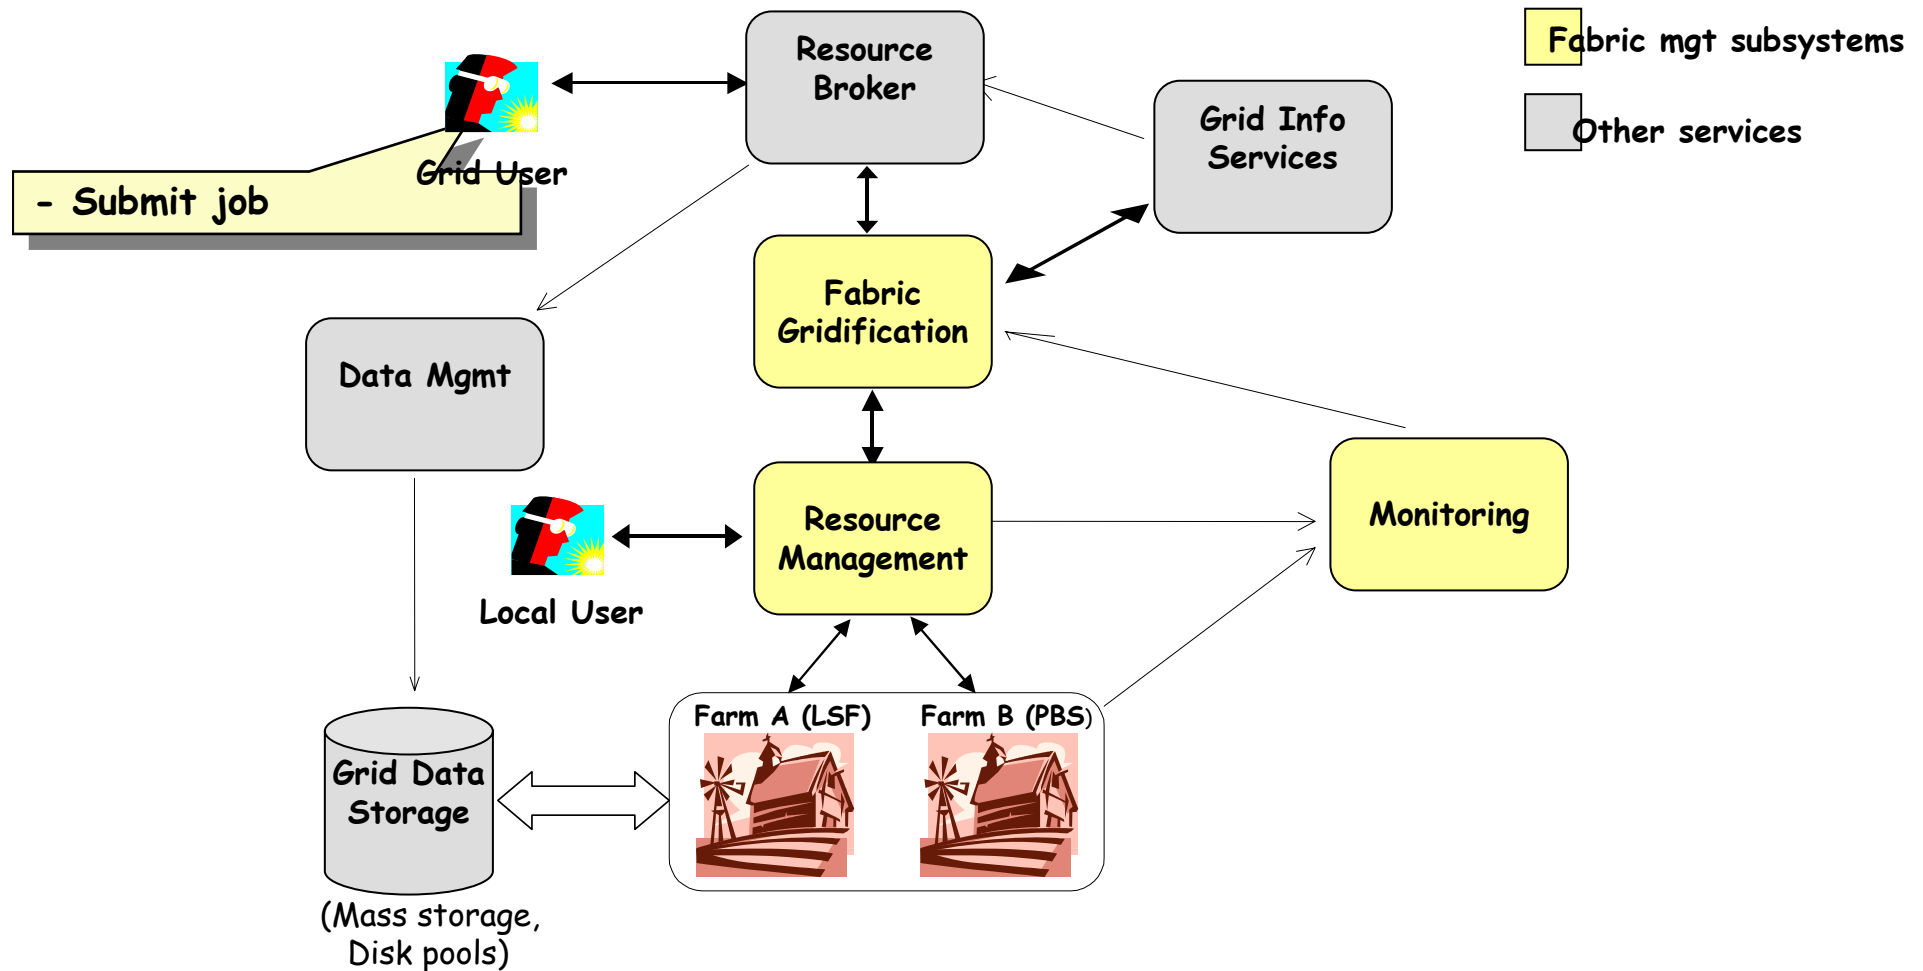 Resource
Broker
Fabric mgt subsystems
Grid Info
Services
Other services
Grid User
- Submit job
Fabric
Gridification
Data Mgmt
Resource
Management
Monitoring
Local User
Farm A (LSF)
Farm B (PBS)
Grid Data
Storage
(Mass storage,
Disk pools)